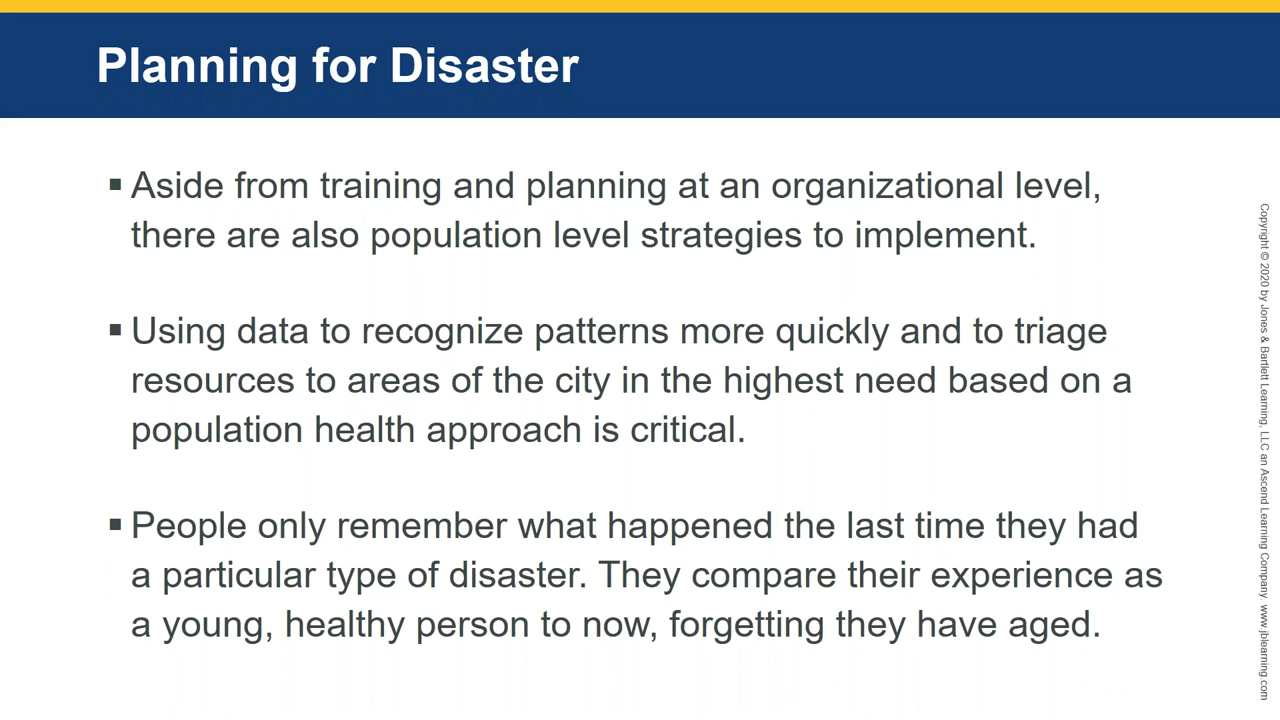 Planning for Disaster
▪ Aside from training and planning at an organizational level,
there are also population level strategies to implement.
▪ Using data to recognize patterns more quickly and to triage
resources to areas of the city in the highest need based on a
population health approach is critical.
▪ People only remember what happened the last time they had
a particular type of disaster. They compare their experience as
a young, healthy person to now, forgetting they have aged.
Copyright © 2020 by Jones & Bartlett Learning, LLC an Ascend Learning Company. www.jblearning.com